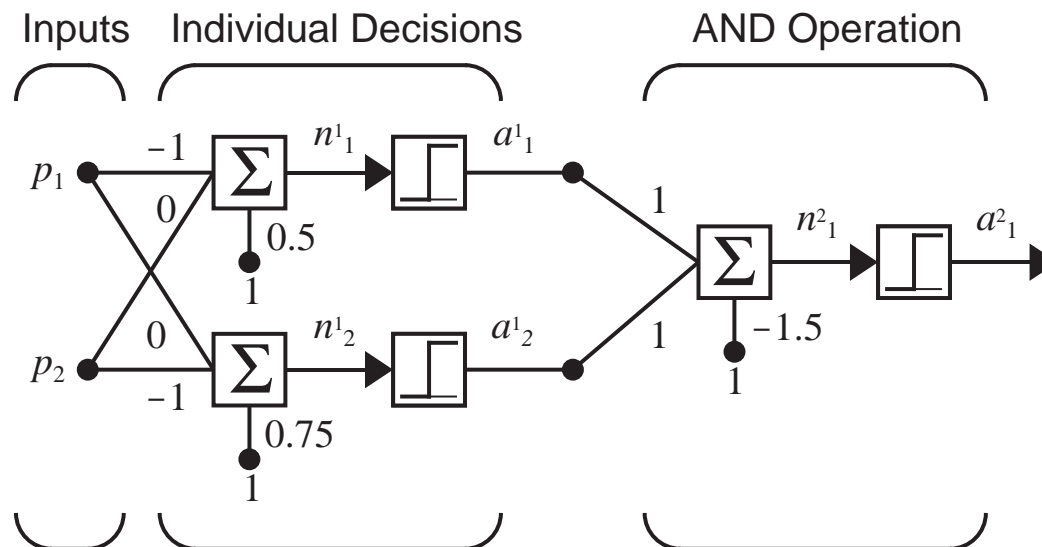 Inputs Individual Decisions AND Operation
−1 n¹₁ a¹₁
p₁ Σ
0 1 n²₁ a²₁
0.5
1 Σ
0 n¹₂ a¹₂ 1 −1.5
p₂ Σ 1
−1
0.75
1